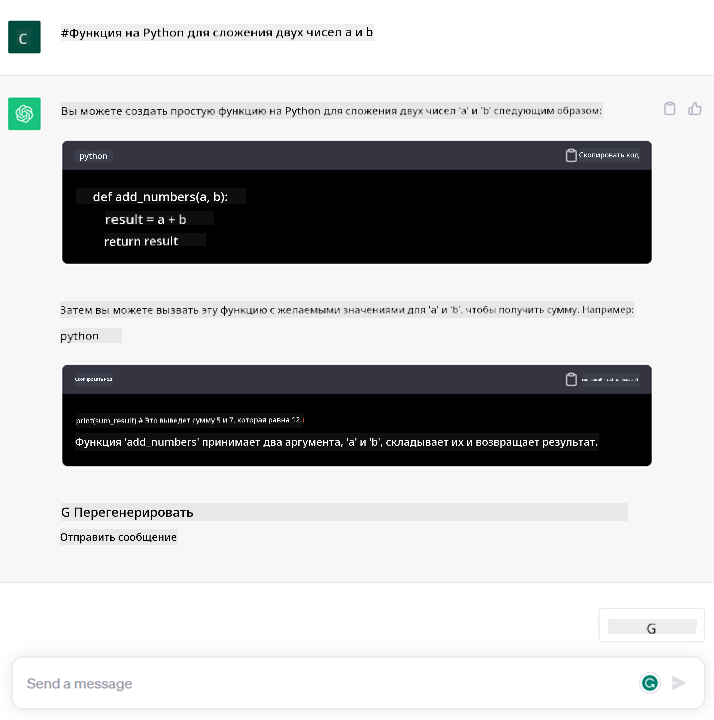 C
#Функция на Python для сложения двух чисел a и b
Вы можете создать простую функцию на Python для сложения двух чисел 'a' и 'b' следующим образом:
python
Скопировать код
def add_numbers(a, b):
result = a + b
return result
Затем вы можете вызвать эту функцию с желаемыми значениями для 'a' и 'b', чтобы получить сумму. Например:
python
Скопировать код
print(sum_result) # Это выведет сумму 5 и 7, которая равна 12.
Функция 'add_numbers' принимает два аргумента, 'a' и 'b', складывает их и возвращает результат.
G Перегенерировать
Отправить сообщение
G
Send a message